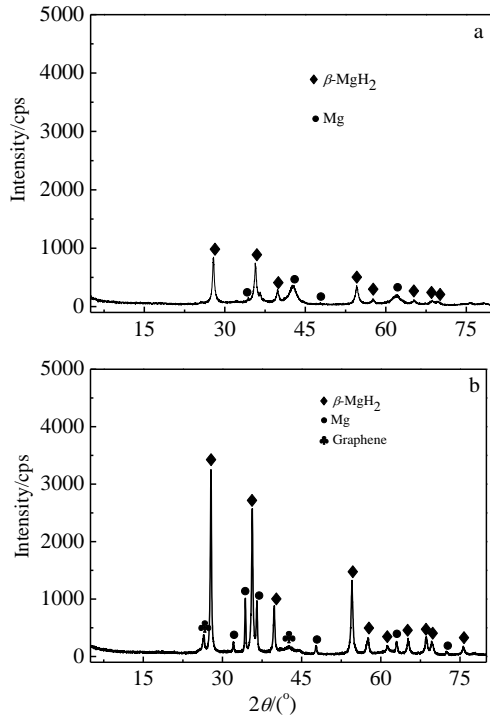 5000
a
4000
β-MgH2
Mg
3000
2000
1000
0
Intensity/cps
15 30 45 60 75
5000
b
β-MgH2
Mg
Graphene
4000
3000
2000
1000
0
Intensity/cps
15 30 45 60 75
2θ/(°)